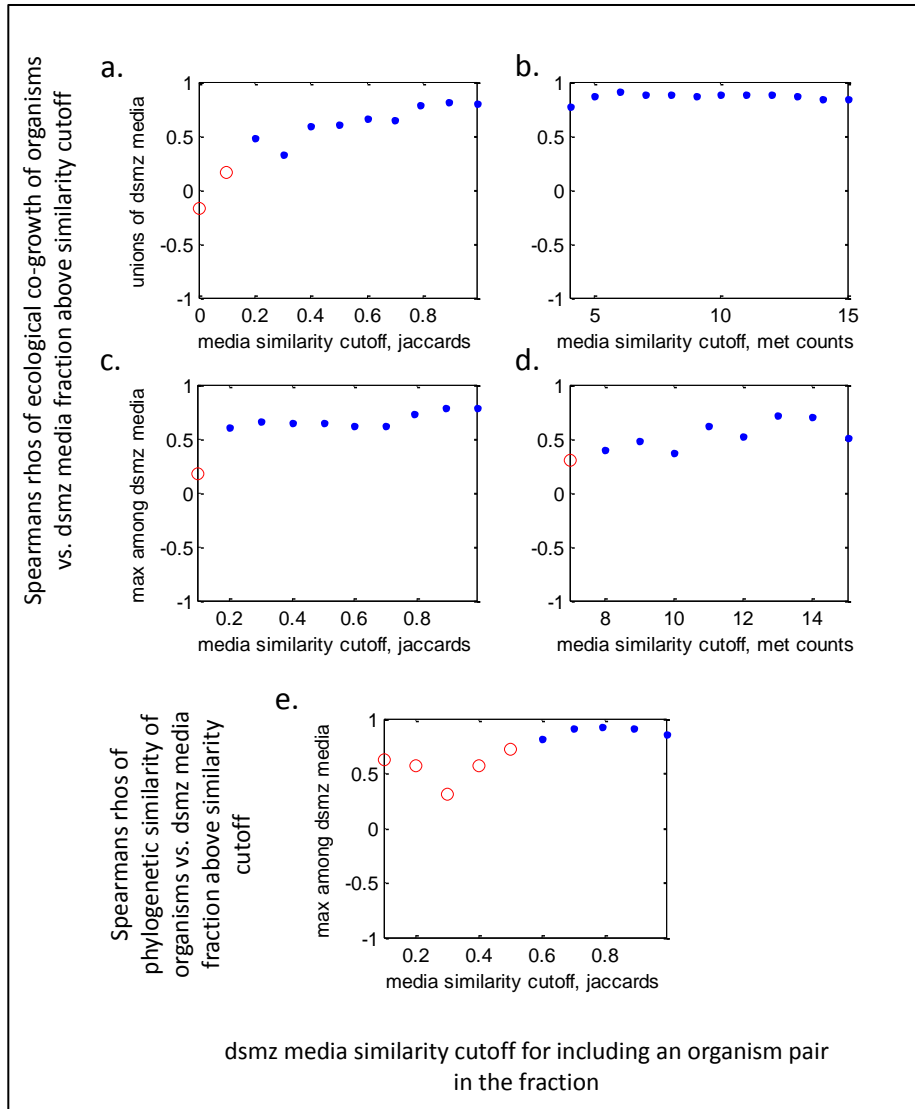 Spearmans rhos of ecological co-growth of organisms
vs. dsmz media fraction above similarity cutoff
a.
unions of dsmz media
1
0.5
0
-0.5
-1
0 0.2 0.4 0.6 0.8
media similarity cutoff, jaccards
b.
1
0.5
0
-0.5
-1
5 10 15
media similarity cutoff, met counts
c.
max among dsmz media
1
0.5
0
-0.5
-1
0.2 0.4 0.6 0.8
media similarity cutoff, jaccards
d.
1
0.5
0
-0.5
-1
8 10 12 14
media similarity cutoff, met counts
Spearmans rhos of
phylogenetic similarity of
organisms vs. dsmz media
fraction above similarity
cutoff
e.
max among dsmz media
1
0.5
0
-0.5
-1
0.2 0.4 0.6 0.8
media similarity cutoff, jaccards
dsmz media similarity cutoff for including an organism pair
in the fraction